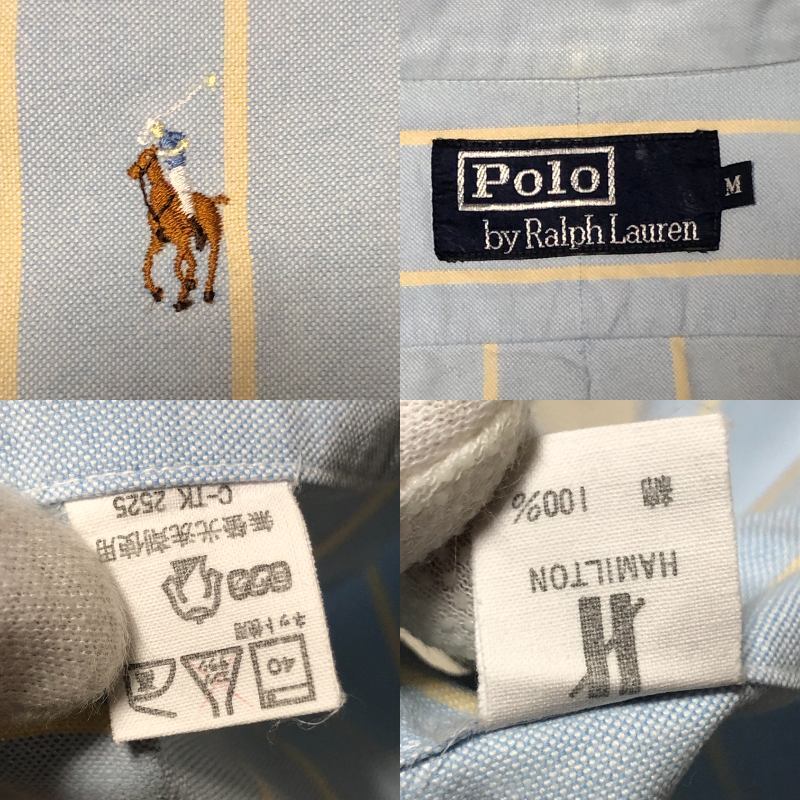 Polo
by Ralph Lauren
M
C-TK 2525
無螢光洗剤使用
ネット使用
40
綿 100%
HAMILTON
H